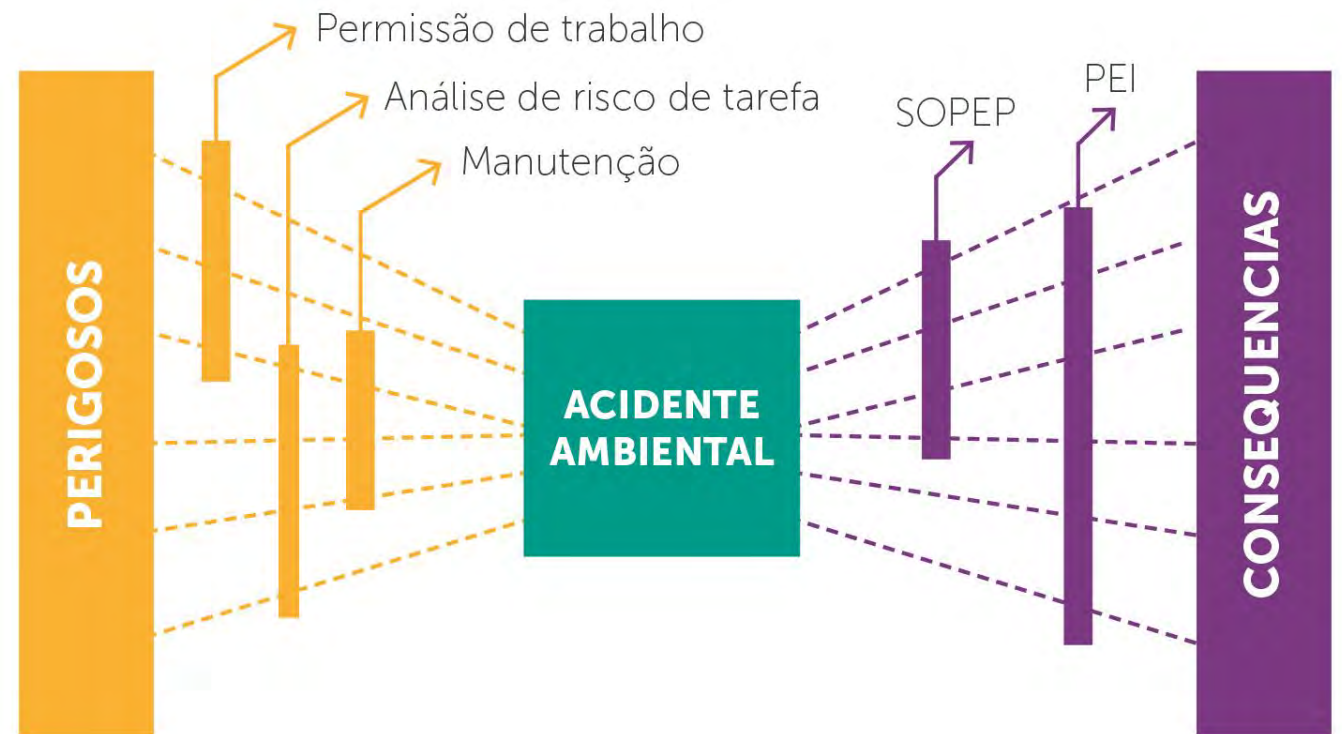 Permissão de trabalho
Análise de risco de tarefa
Manutenção
SOPEP
PEI
PERIGOSOS
ACIDENTE
AMBIENTAL
CONSEQUENCIAS